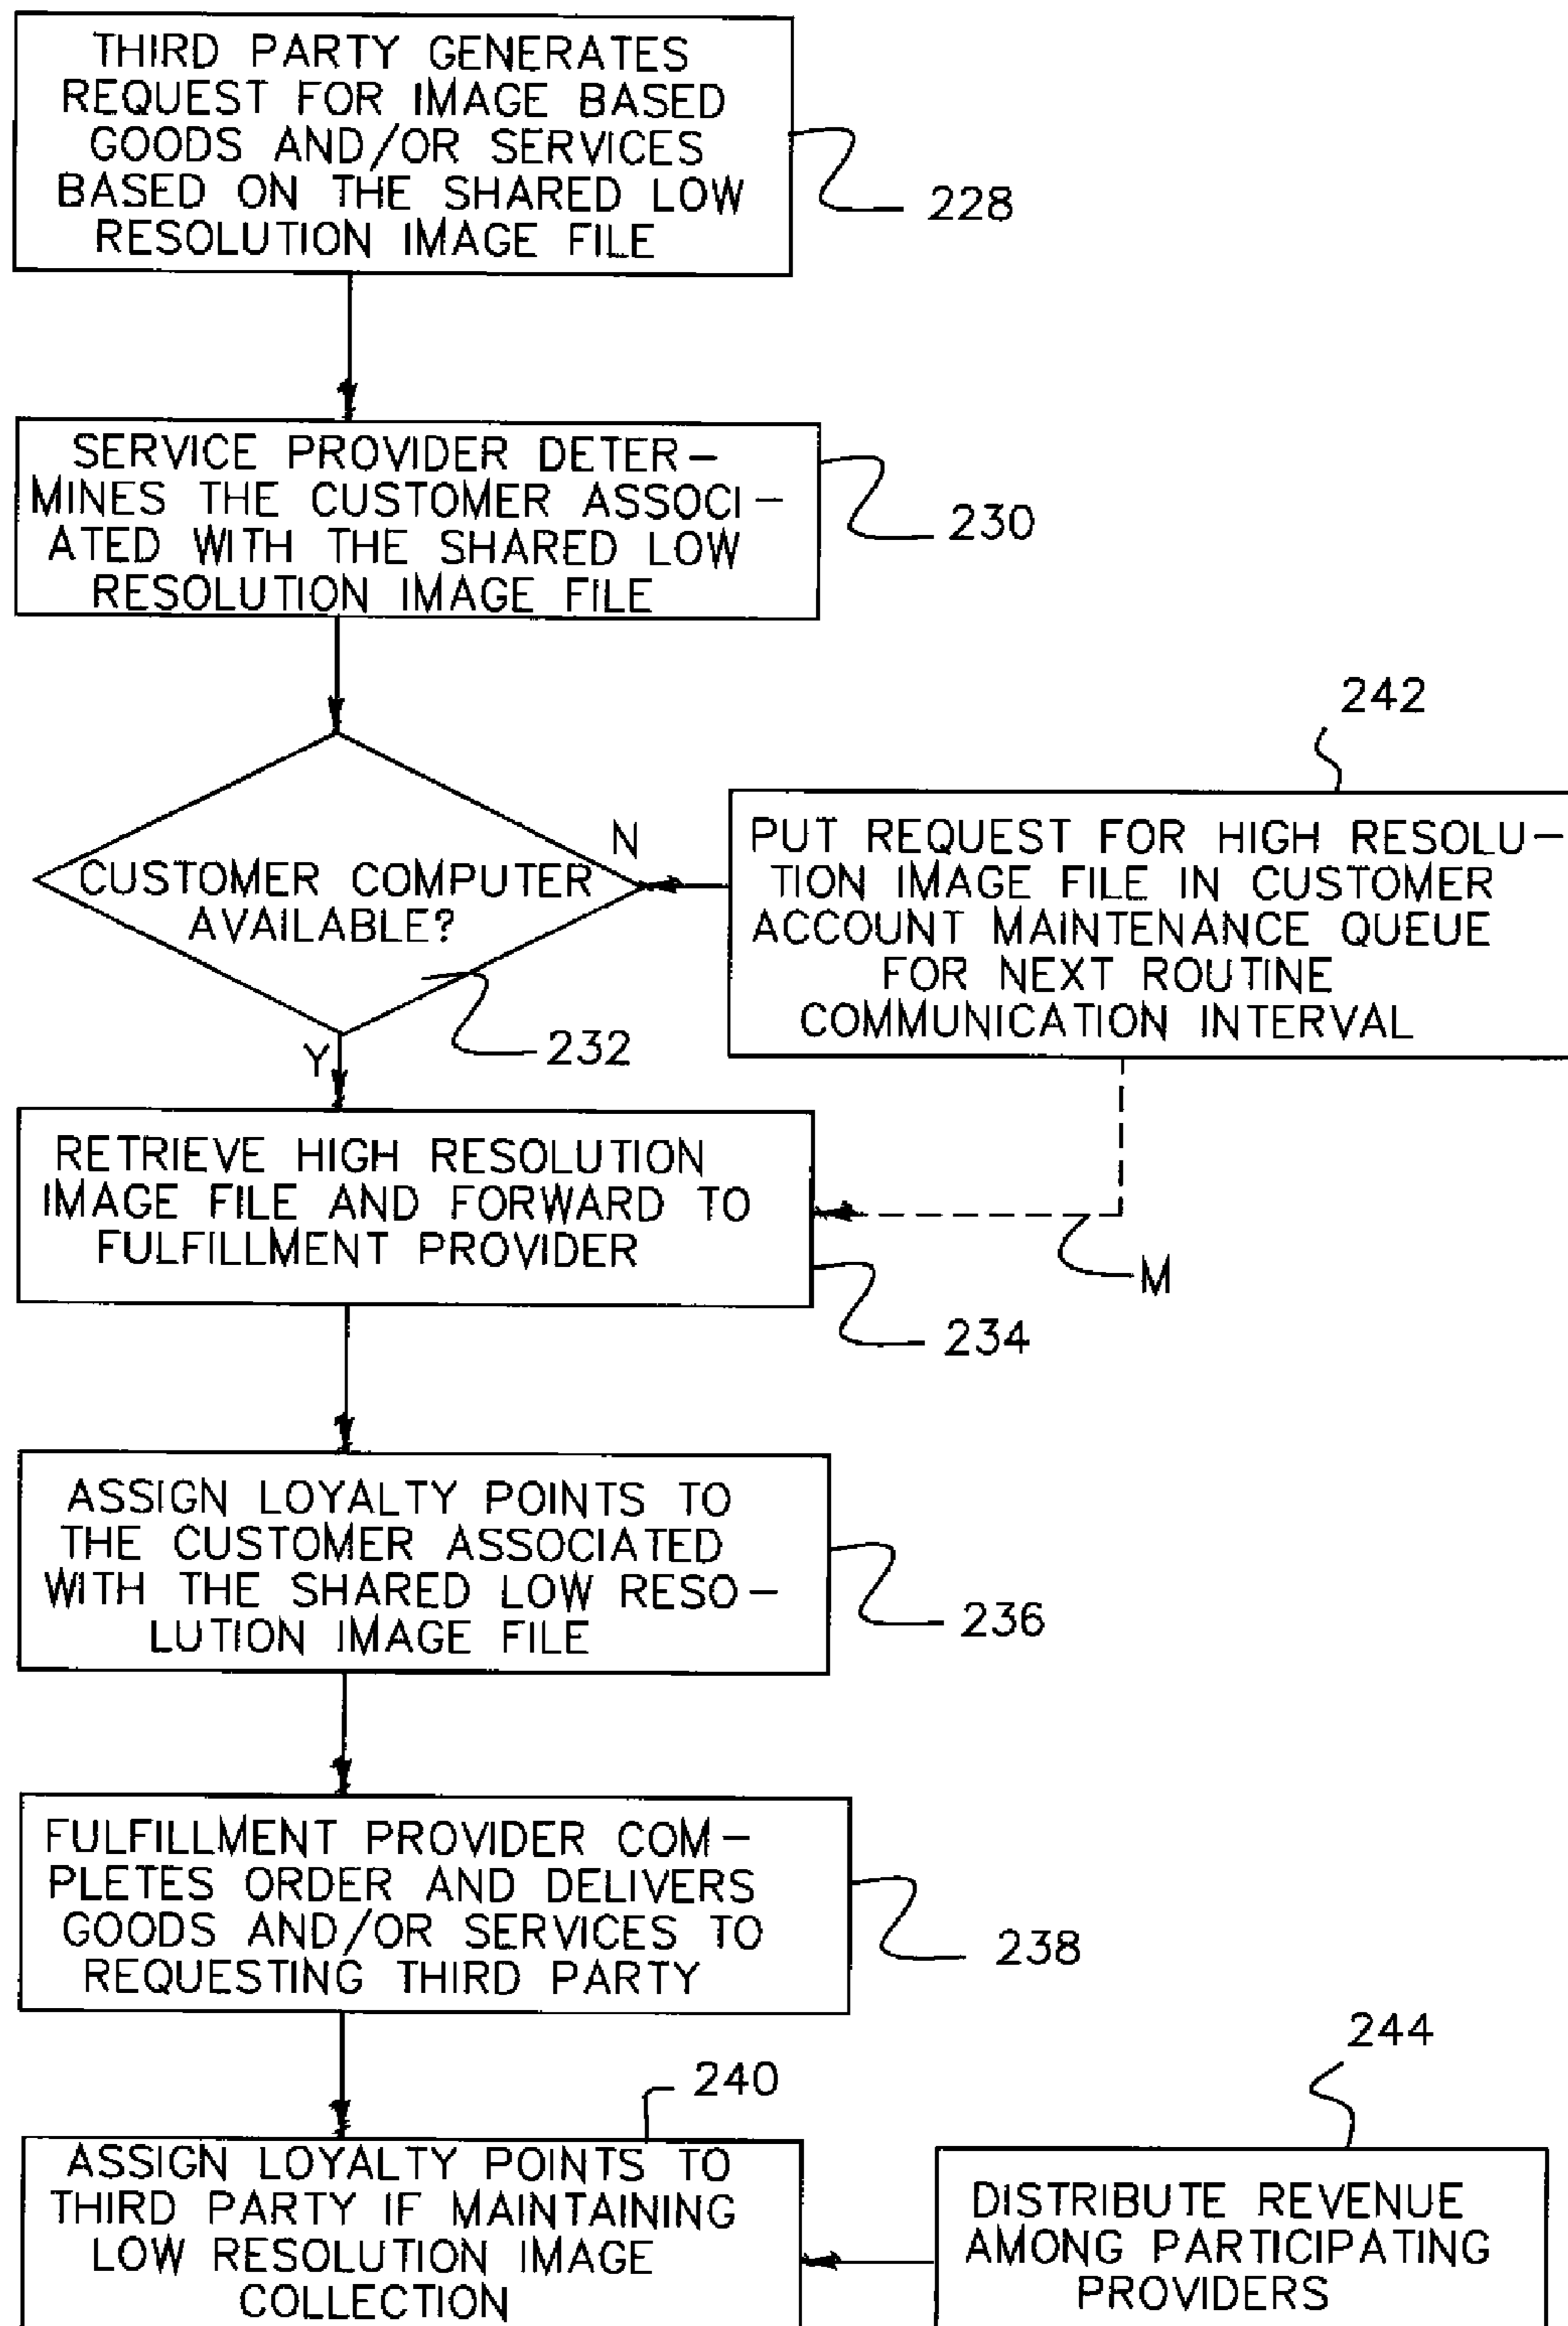 THIRD PARTY GENERATES
REQUEST FOR IMAGE BASED
GOODS AND/OR SERVICES
BASED ON THE SHARED LOW
RESOLUTION IMAGE FILE
228
SERVICE PROVIDER DETER-
MINES THE CUSTOMER ASSOCI-
ATED WITH THE SHARED LOW
RESOLUTION IMAGE FILE
230
CUSTOMER COMPUTER
AVAILABLE?
N
Y
232
242
PUT REQUEST FOR HIGH RESOLU-
TION IMAGE FILE IN CUSTOMER
ACCOUNT MAINTENANCE QUEUE
FOR NEXT ROUTINE
COMMUNICATION INTERVAL
M
RETRIEVE HIGH RESOLUTION
IMAGE FILE AND FORWARD TO
FULFILLMENT PROVIDER
234
ASSIGN LOYALTY POINTS TO
THE CUSTOMER ASSOCIATED
WITH THE SHARED LOW RESO-
LUTION IMAGE FILE
236
FULFILLMENT PROVIDER COM-
PLETES ORDER AND DELIVERS
GOODS AND/OR SERVICES TO
REQUESTING THIRD PARTY
238
240
ASSIGN LOYALTY POINTS TO
THIRD PARTY IF MAINTAINING
LOW RESOLUTION IMAGE
COLLECTION
244
DISTRIBUTE REVENUE
AMONG PARTICIPATING
PROVIDERS